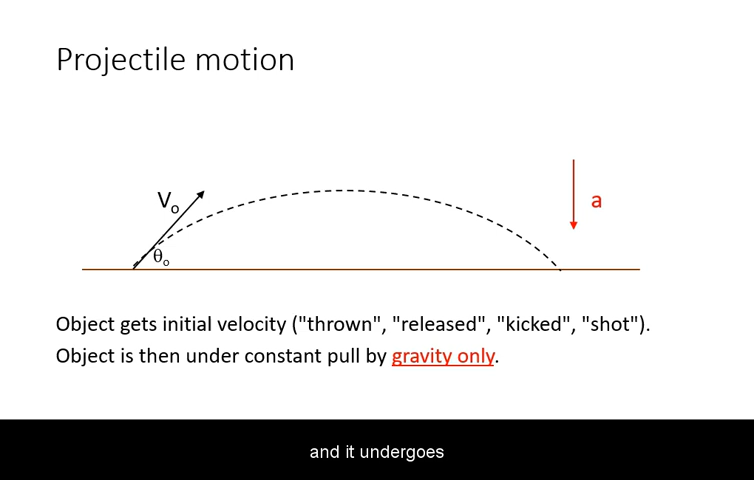 Projectile motion
Vo
θo
a
Object gets initial velocity ("thrown", "released", "kicked", "shot").
Object is then under constant pull by gravity only.
and it undergoes